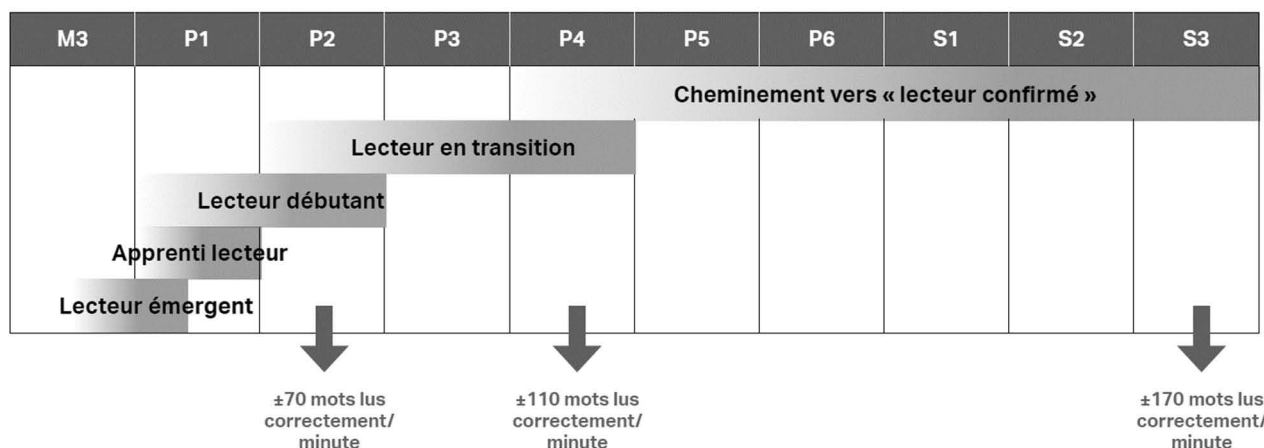 M3 P1 P2 P3 P4 P5 P6 S1 S2 S3
Cheminement vers « lecteur confirmé »
Lecteur en transition
Lecteur débutant
Apprenti lecteur
Lecteur émergent
±70 mots lus
correctement/
minute
±110 mots lus
correctement/
minute
±170 mots lus
correctement/
minute